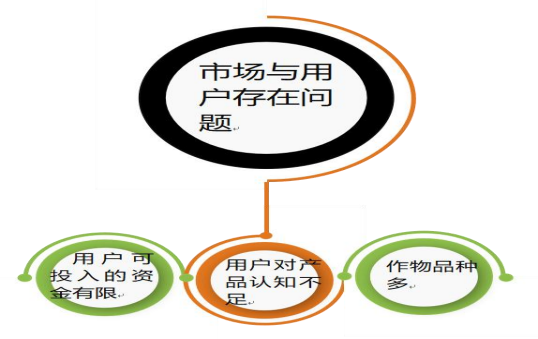 市场与用
户存在问
题
用户可
投入的资
金有限
用户对产
品认知不
足
作物品种
多